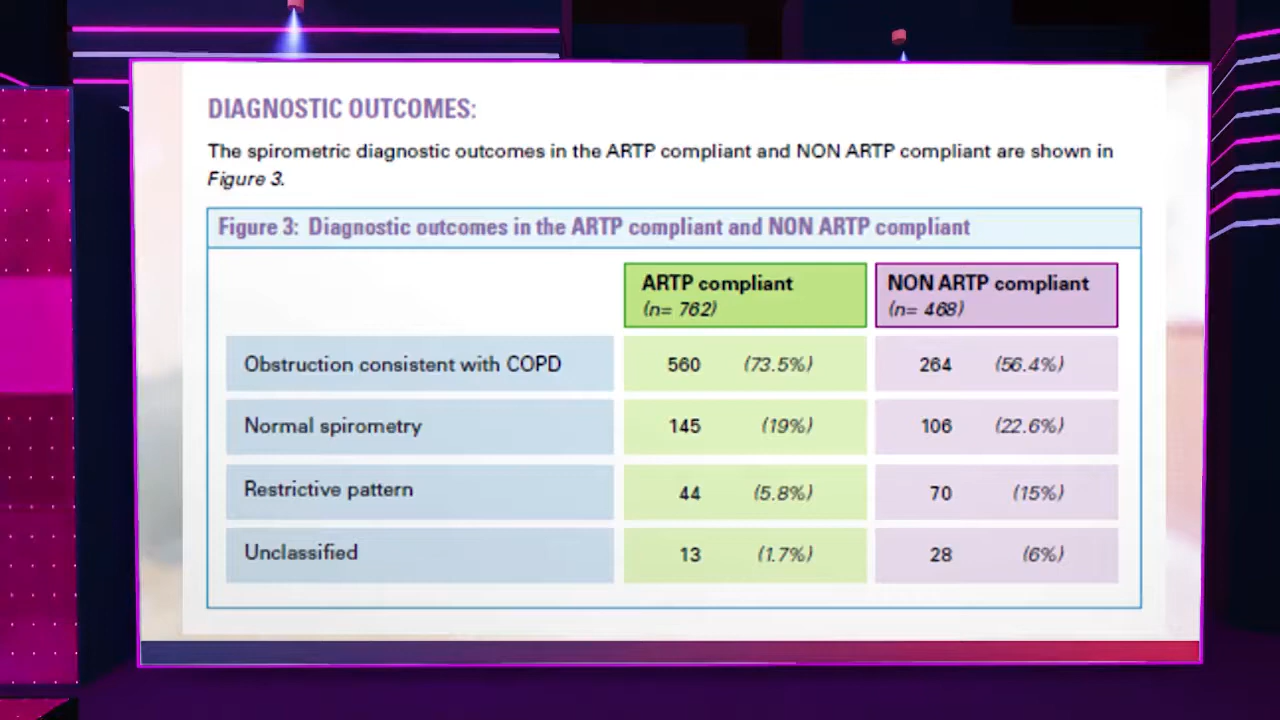 DIAGNOSTIC OUTCOMES:
The spirometric diagnostic outcomes in the ARTP compliant and NON ARTP compliant are shown in
Figure 3.
Figure 3: Diagnostic outcomes in the ARTP compliant and NON ARTP compliant
ARTP compliant NON ARTP compliant
(n= 762) (n= 468)
Obstruction consistent with COPD 560 (73.5%) 264 (56.4%)
Normal spirometry 145 (19%) 106 (22.6%)
Restrictive pattern 44 (5.8%) 70 (15%)
Unclassified 13 (1.7%) 28 (6%)